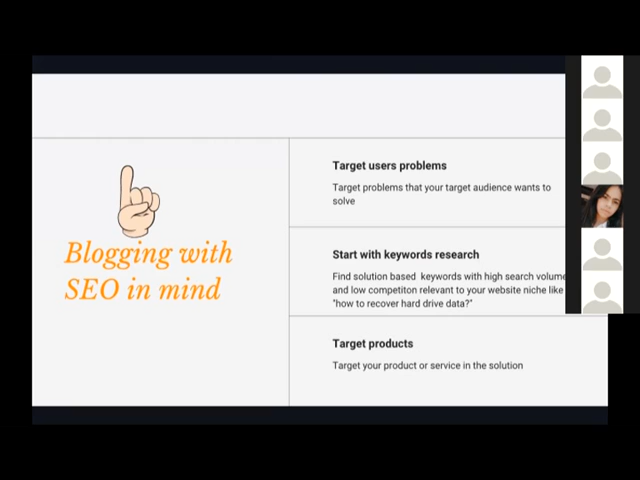 Blogging with
SEO in mind
Target users problems
Target problems that your target audience wants to
solve
Start with keywords research
Find solution based keywords with high search volume
and low competiton relevant to your website niche like
"how to recover hard drive data?"
Target products
Target your product or service in the solution